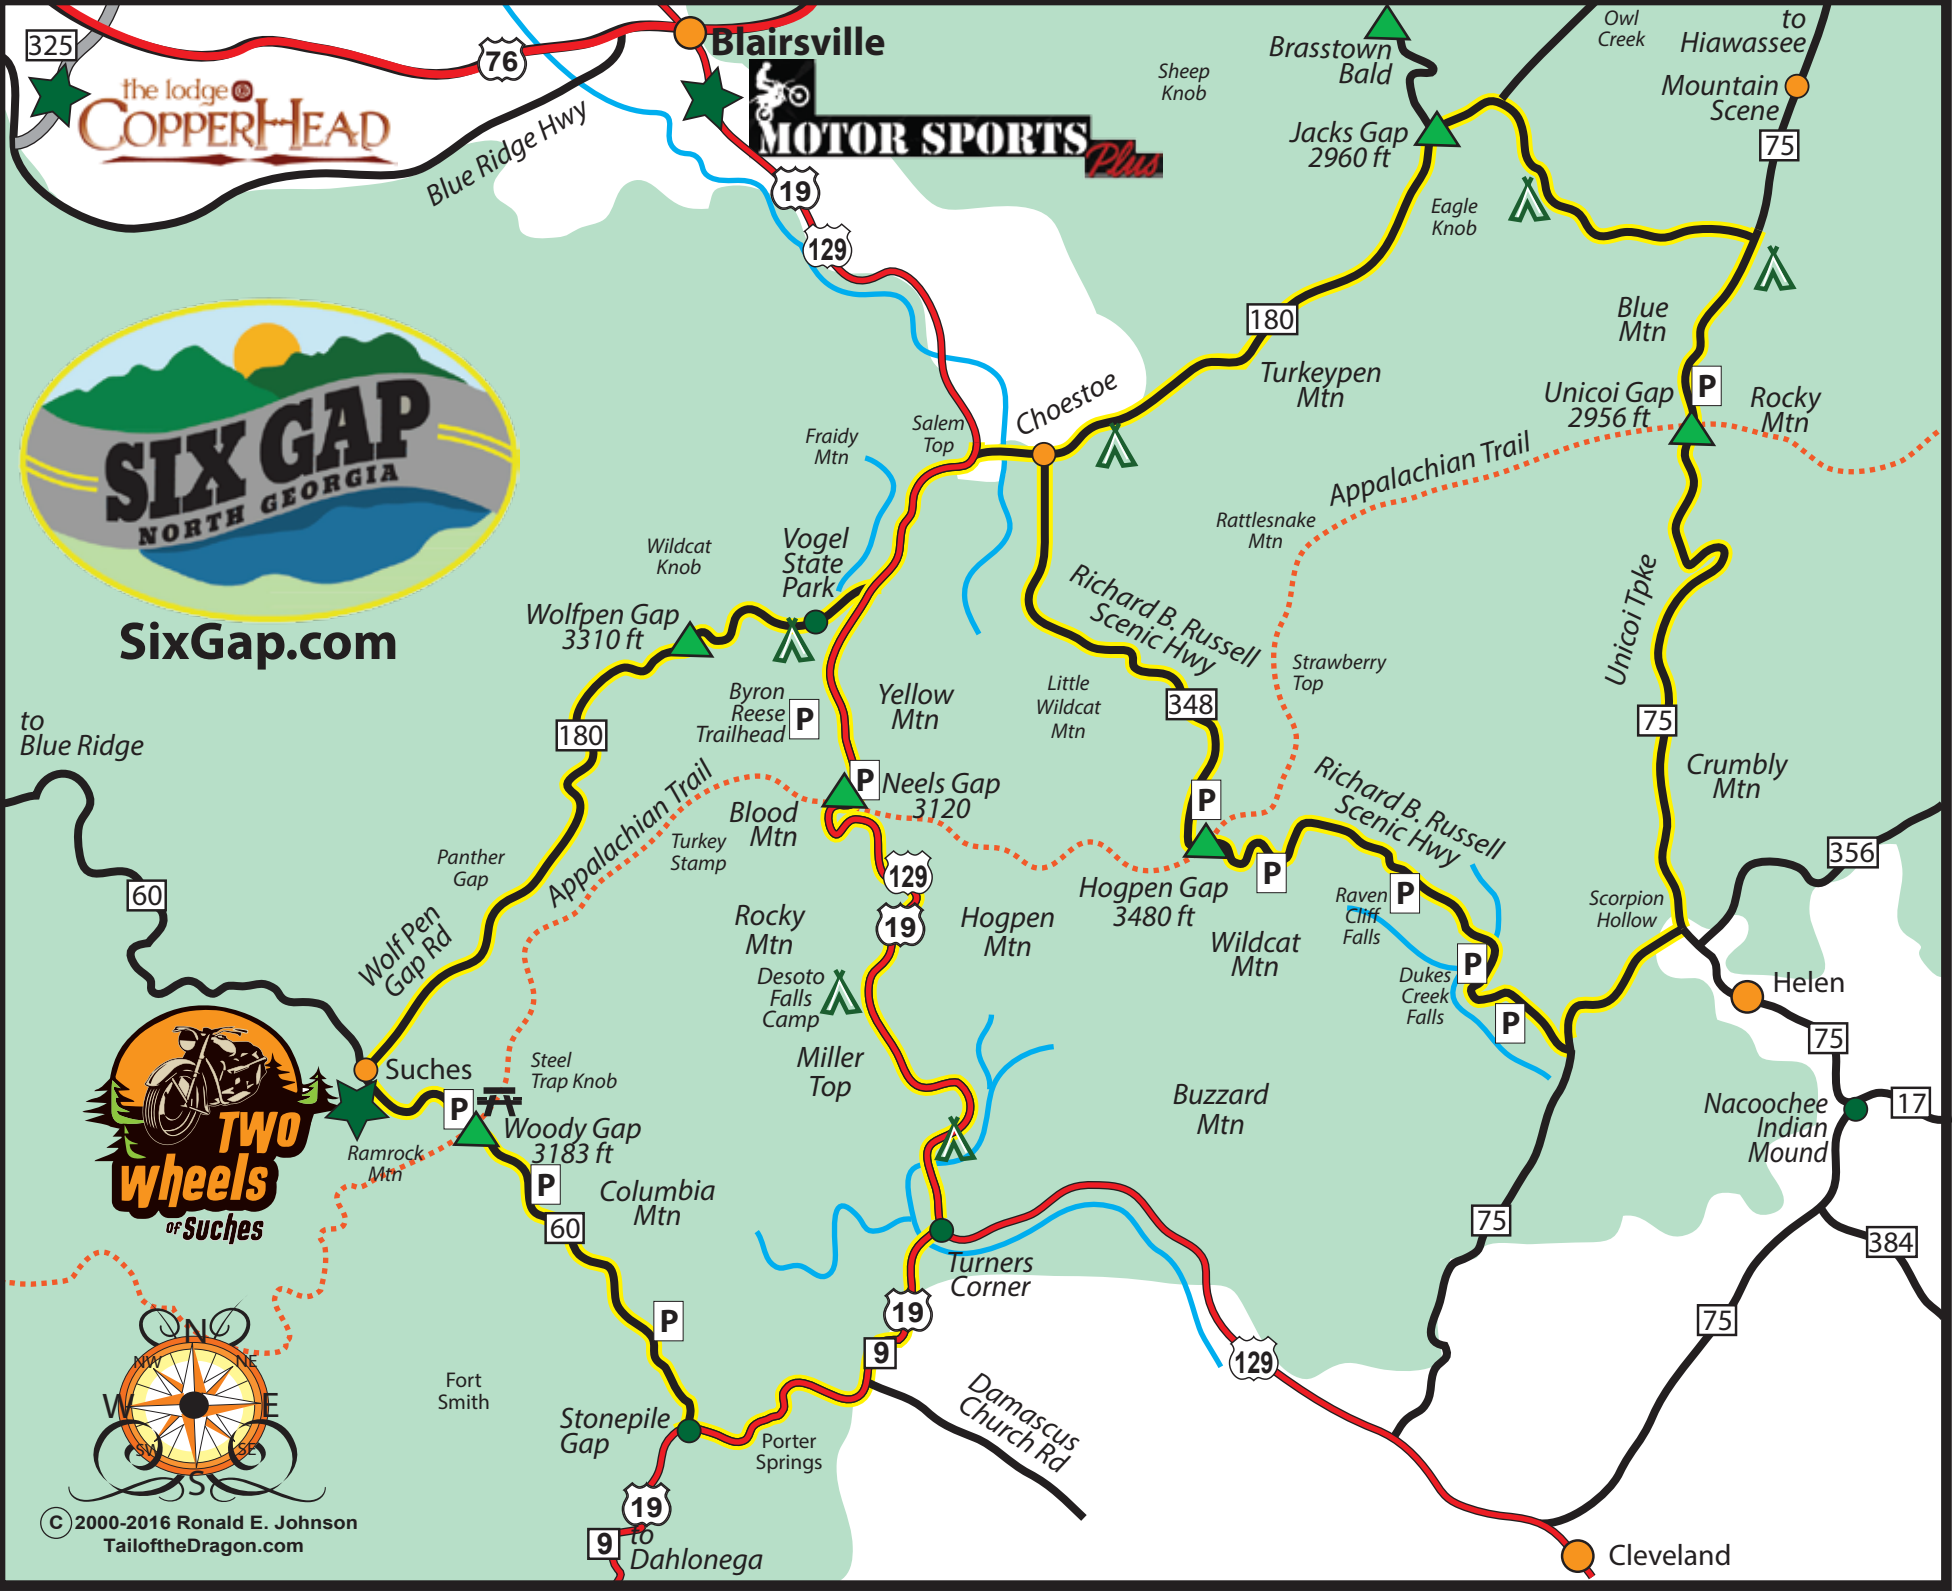 325
76
Blairsville
the lodge @
COPPERHEAD
Blue Ridge Hwy
MOTOR SPORTS
Plus
19
129
Sheep
Knob
Brasstown
Bald
Owl
Creek
to
Hiawassee
Mountain
Scene
75
Jacks Gap
2960 ft
Eagle
Knob
180
Turkeypen
Mtn
Blue
Mtn
Unicoi Gap
2956 ft
P
Rocky
Mtn
Choestoe
Salem
Top
Fraidy
Mtn
Appalachian Trail
Rattlesnake
Mtn
SIX GAP
NORTH GEORGIA
SixGap.com
Vogel
State
Park
Wildcat
Knob
Wolfpen Gap
3310 ft
Richard B. Russell
Scenic Hwy
Unicoi Tpke
Strawberry
Top
Little
Wildcat
Mtn
348
75
Byron
Reese
Trailhead
P
Yellow
Mtn
180
to
Blue Ridge
P
Neels Gap
3120
Blood
Mtn
Turkey
Stamp
Appalachian Trail
P
Richard B. Russell
Scenic Hwy
Crumbly
Mtn
356
60
Panther
Gap
129
19
Hogpen Gap
3480 ft
P
P
Raven
Cliff
Falls
Scorpion
Hollow
Wolf Pen
Gap Rd
Rocky
Mtn
Hogpen
Mtn
Wildcat
Mtn
P
Dukes
Creek
Falls
P
Desoto
Falls
Camp
Helen
75
Suches
Steel
Trap Knob
Miller
Top
Buzzard
Mtn
TWO
wheels
OF Suches
P
Woody Gap
3183 ft
Ramrock
Mtn
P
60
Columbia
Mtn
Nacoochee
Indian
Mound
17
75
384
Turners
Corner
19
9
129
P
75
N
NW
NE
W
E
SW
SE
S
Fort
Smith
Stonepile
Gap
Porter
Springs
Damascus
Church Rd
19
9
to
Dahlonega
C 2000-2016 Ronald E. Johnson
TailoftheDragon.com
Cleveland